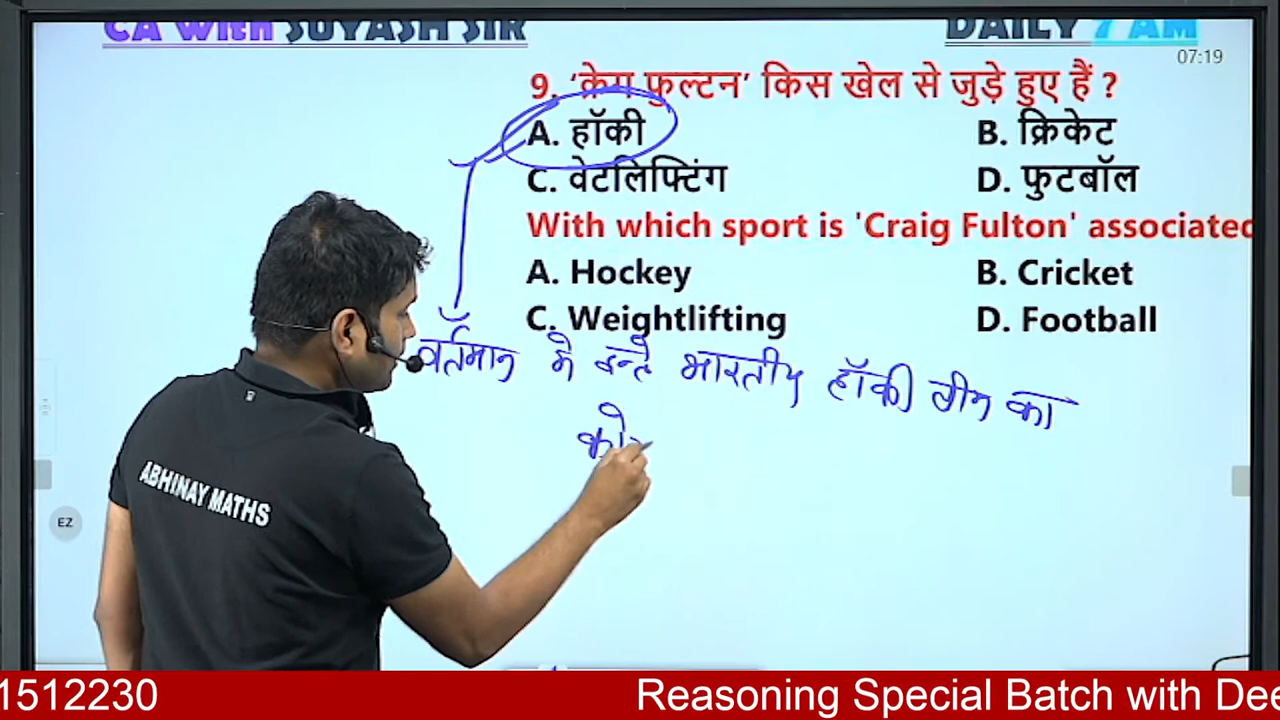 CA With SUYASH SIR
DAILY 7 AM
07:19
9. ‘क्रेग फुल्टन’ किस खेल से जुड़े हुए हैं ?
A. हॉकी
B. क्रिकेट
C. वेटलिफ्टिंग
D. फुटबॉल
With which sport is 'Craig Fulton' associated
A. Hockey
B. Cricket
C. Weightlifting
D. Football
वर्तमान मे इन्हे भारतीय हॉकी टीम का
ABHINAY MATHS
EZ
1512230
Reasoning Special Batch with Dee